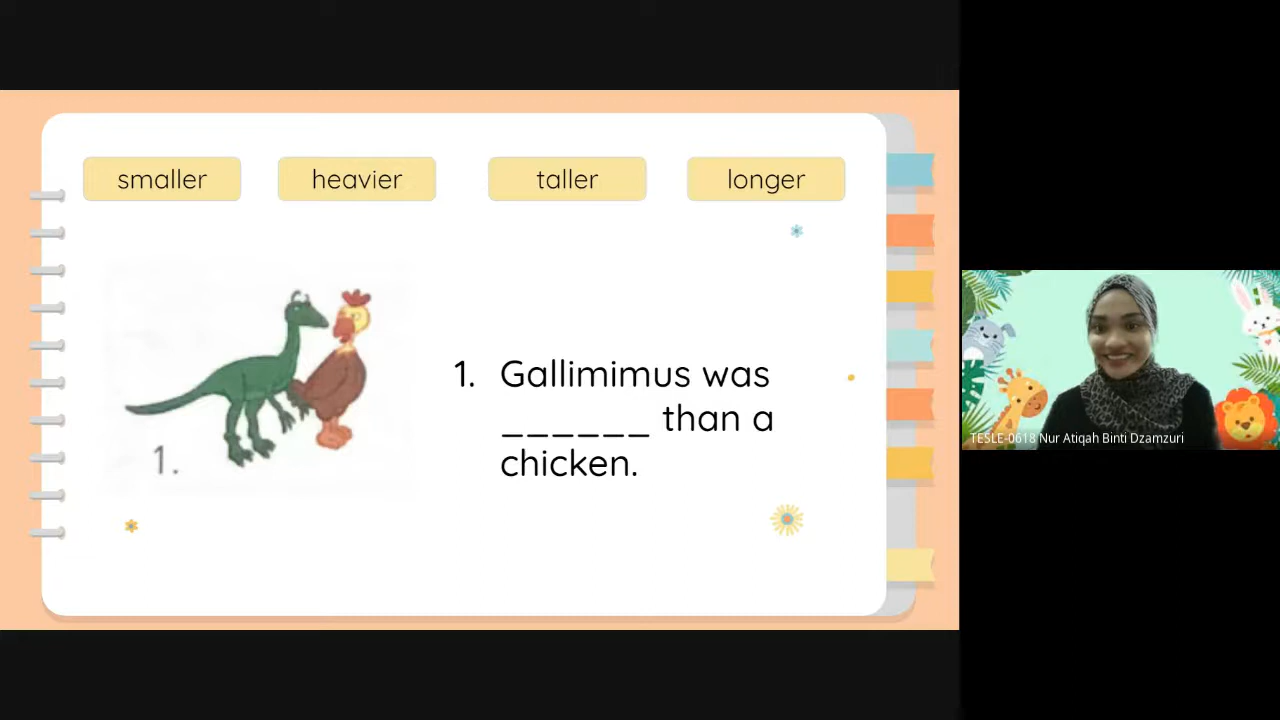 smaller heavier taller longer
1.
1. Gallimimus was
______ than a
chicken.
TESLE-0618 Nur Atiqah Binti Dzamzuri